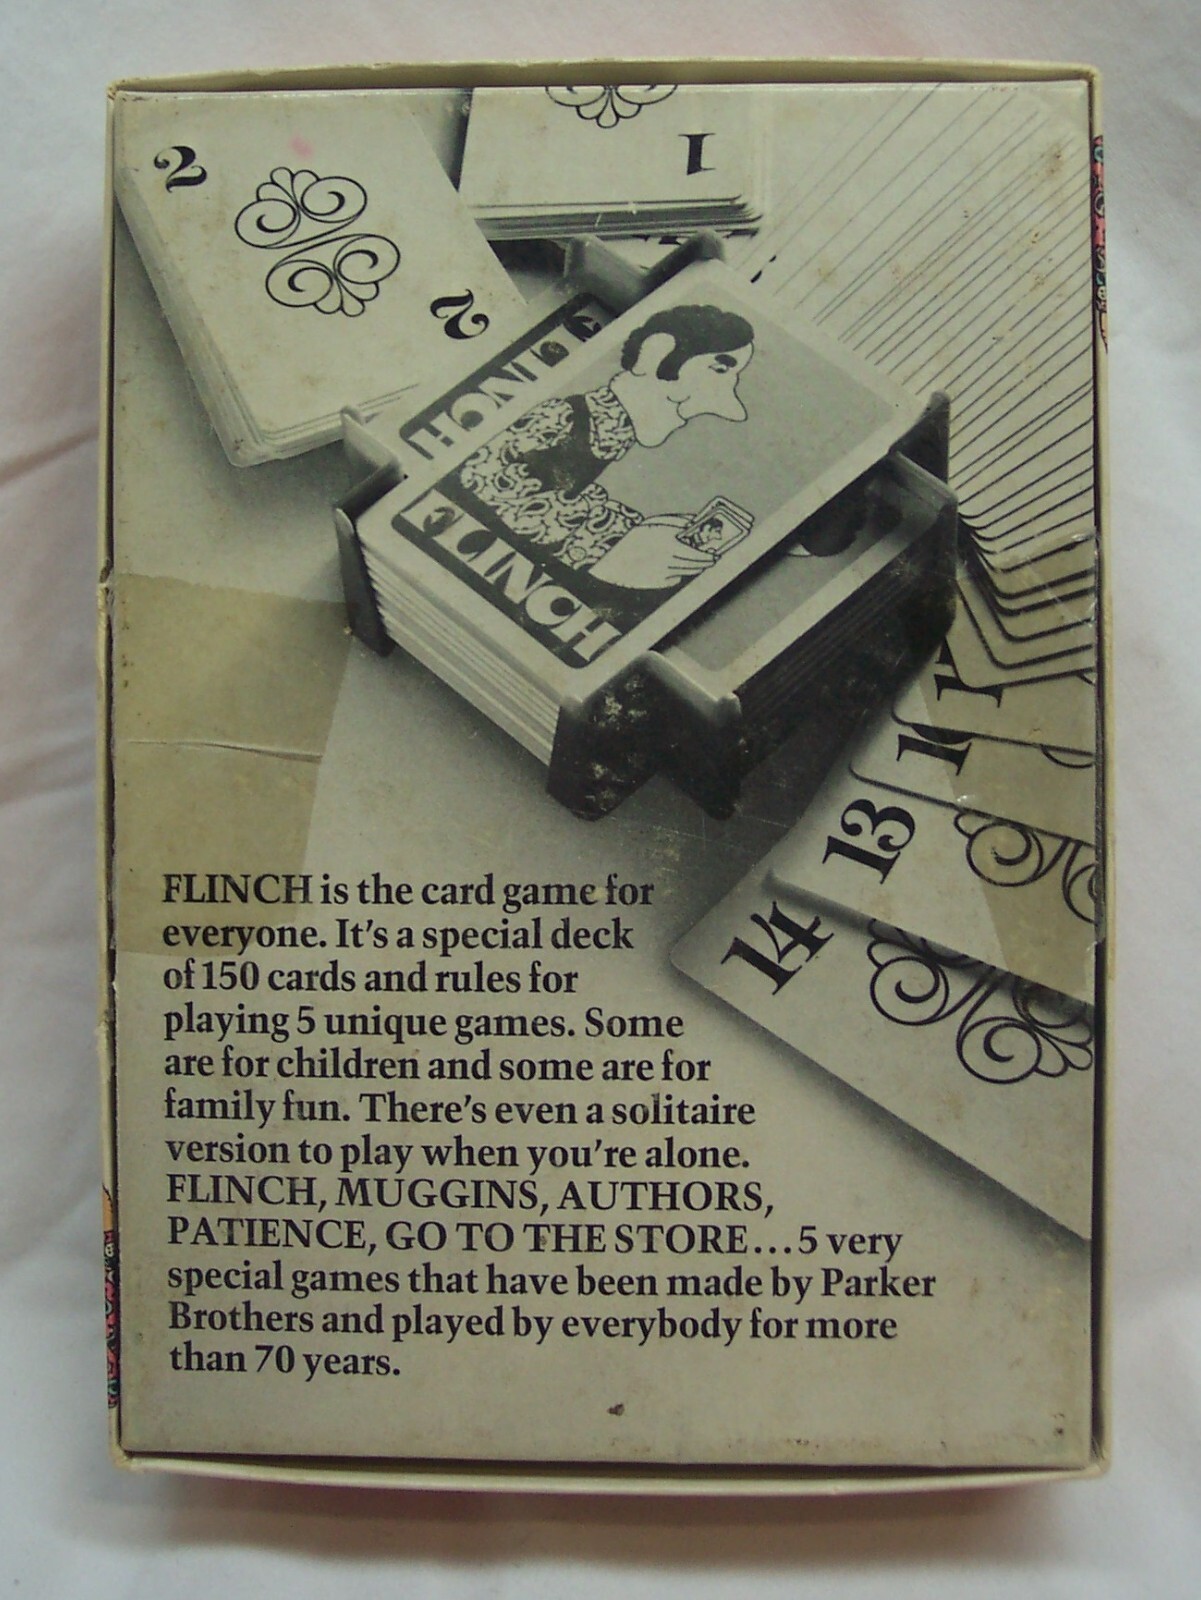 2
1
2
FLINCH
FLINCH
13
14
FLINCH is the card game for
everyone. It's a special deck
of 150 cards and rules for
playing 5 unique games. Some
are for children and some are for
family fun. There's even a solitaire
version to play when you're alone.
FLINCH, MUGGINS, AUTHORS,
PATIENCE, GO TO THE STORE...5 very
special games that have been made by Parker
Brothers and played by everybody for more
than 70 years.